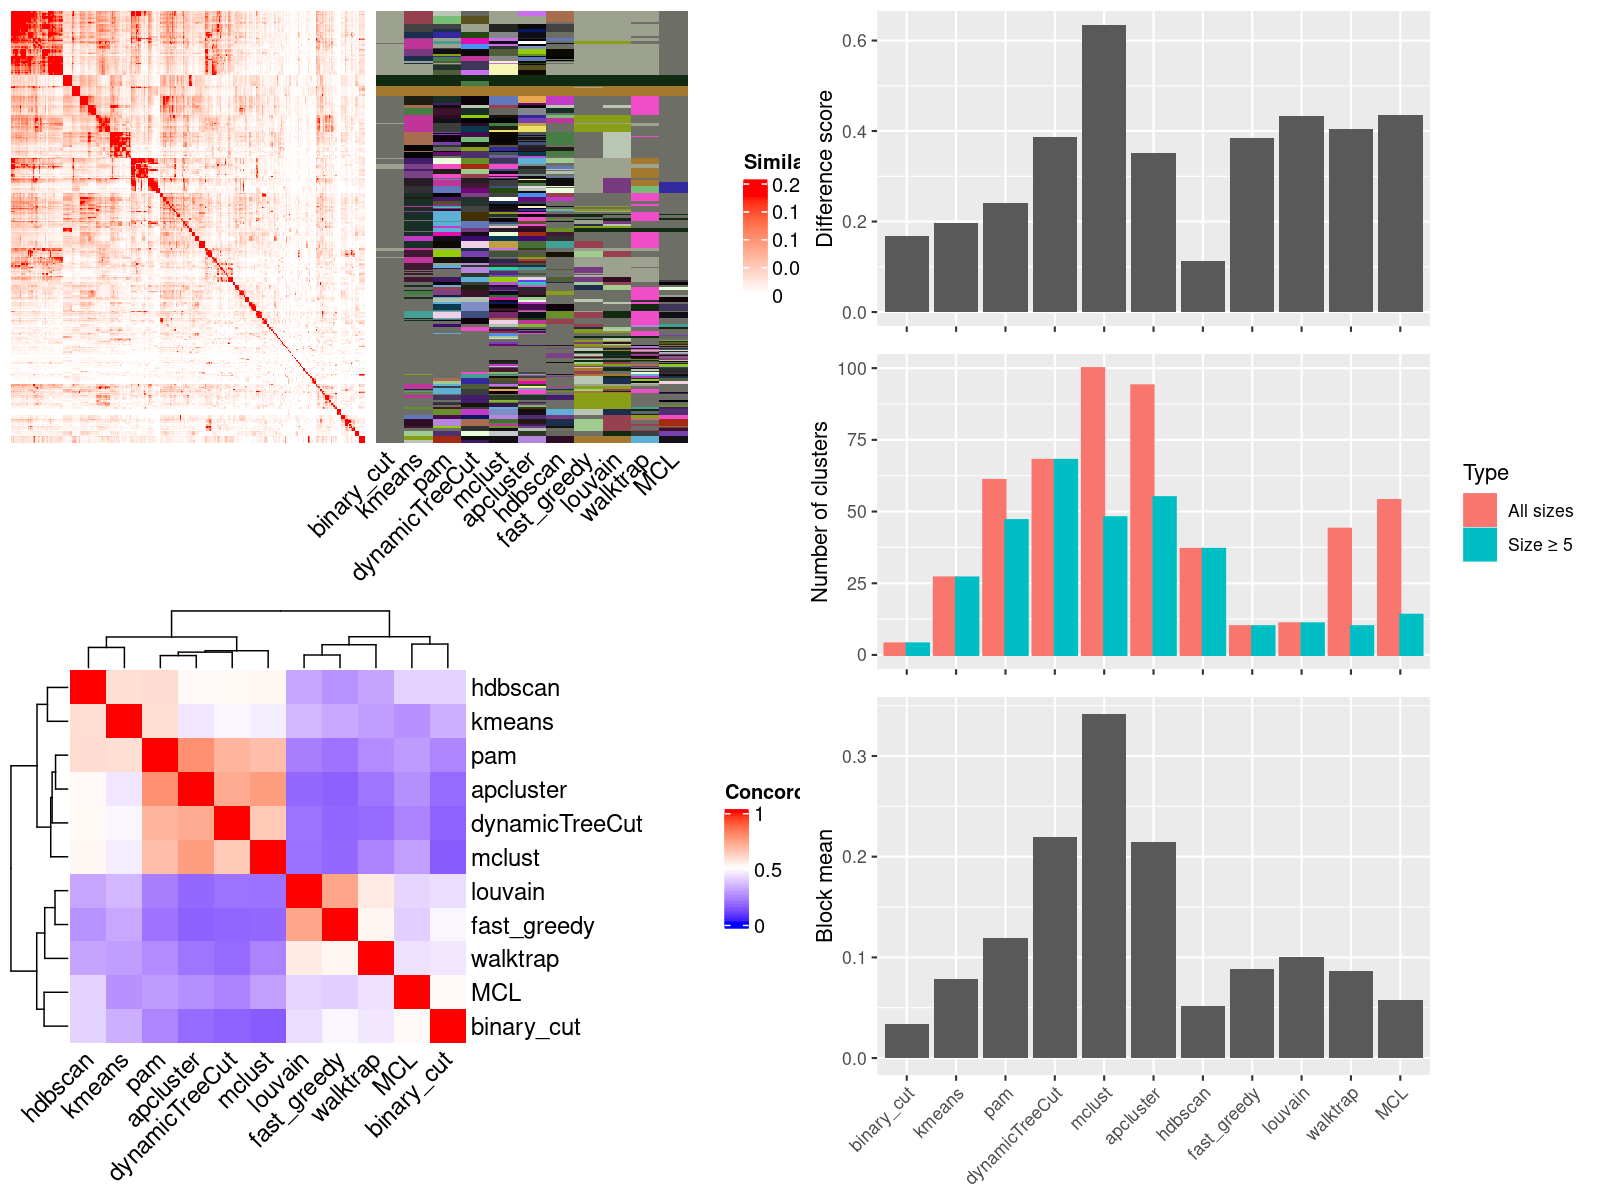 Simila
0.2
0.1
0.1
0.0
0
binary_cut
kmeans
pam
dynamicTreeCut
mclust
apcluster
hdbscan
fast_greedy
louvain
walktrap
MCL
hdbscan
kmeans
pam
apcluster
dynamicTreeCut
mclust
louvain
fast_greedy
walktrap
MCL
binary_cut
hdbscan
kmeans
pam
apcluster
dynamicTreeCut
mclust
louvain
fast_greedy
walktrap
MCL
binary_cut
Concord
1
0.5
0
Difference score
0.6
0.4
0.2
0.0
Number of clusters
100
75
50
25
0
Type
All sizes
Size ≥ 5
Block mean
0.3
0.2
0.1
0.0
binary_cut
kmeans
pam
dynamicTreeCut
mclust
apcluster
hdbscan
fast_greedy
louvain
walktrap
MCL